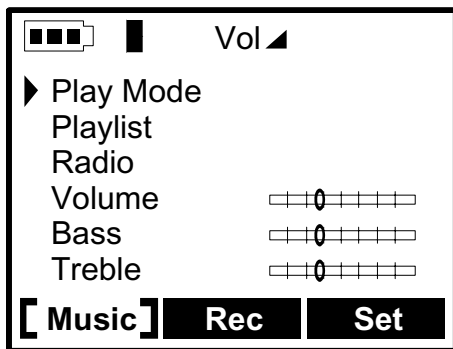 Vol
Play Mode
Playlist
Radio
Volume
Bass
Treble
[Music] Rec Set